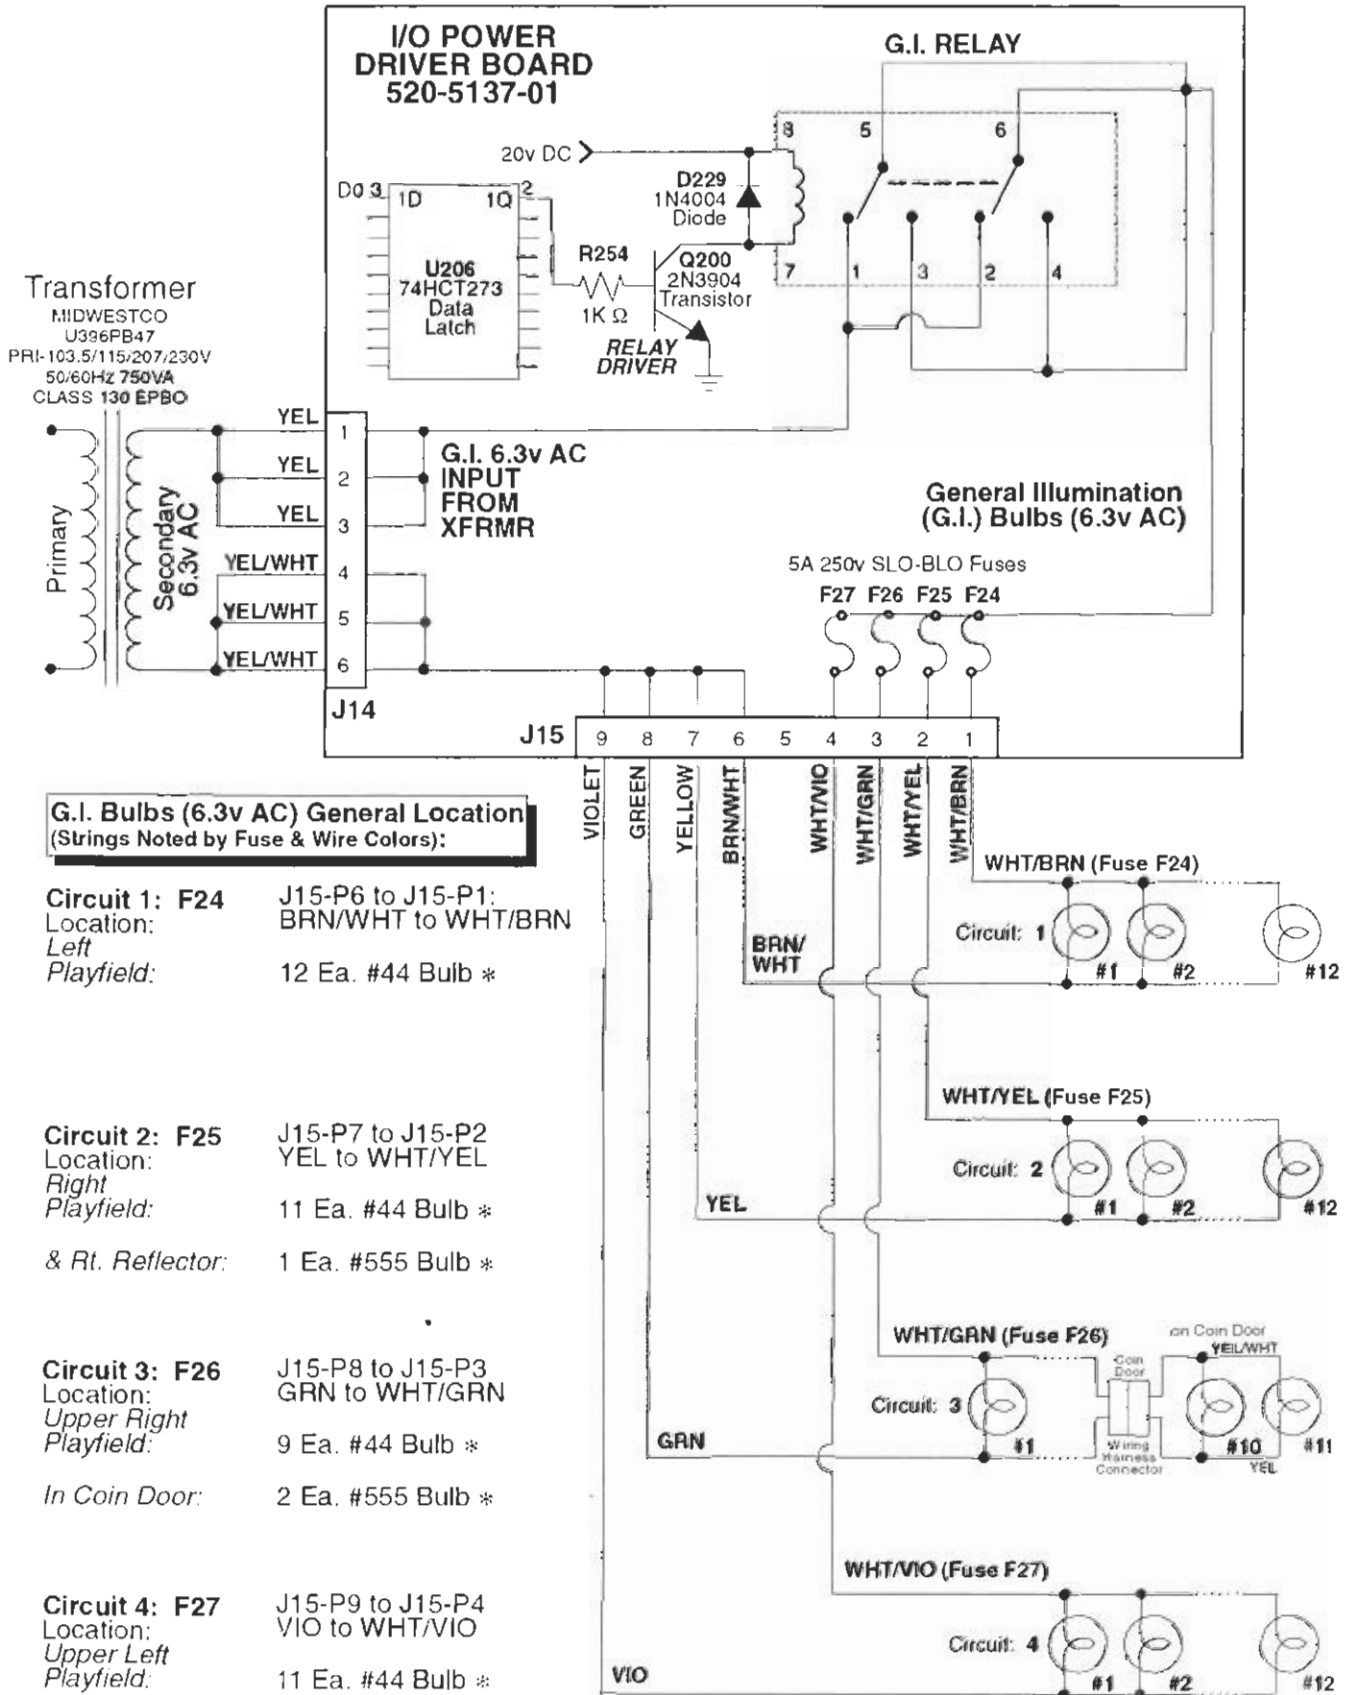 I/O POWER
DRIVER BOARD
520-5137-01
G.I. RELAY
8
5
6
20v DC
D229
1N4004
Diode
D0 3
1D
1Q
2
U206
74HCT273
Data
Latch
R254
1K Ω
Q200
2N3904
Transistor
RELAY
DRIVER
7
1
3
2
4
Transformer
MIDWESTCO
U396PB47
PRI-103.5/115/207/230V
50/60Hz 750VA
CLASS 130 EPBO
Primary
Secondary
6.3v AC
YEL
1
YEL
2
YEL
3
YEL/WHT
4
YEL/WHT
5
YEL/WHT
6
J14
G.I. 6.3v AC
INPUT
FROM
XFRMR
General Illumination
(G.I.) Bulbs (6.3v AC)
5A 250v SLO-BLO Fuses
F27 F26 F25 F24
J15
9 8 7 6 5 4 3 2 1
VIOLET
GREEN
YELLOW
BRN/WHT
WHT/VIO
WHT/GRN
WHT/YEL
WHT/BRN
G.I. Bulbs (6.3v AC) General Location
(Strings Noted by Fuse & Wire Colors):
Circuit 1: F24 J15-P6 to J15-P1:
Location: BRN/WHT to WHT/BRN
Left
Playfield: 12 Ea. #44 Bulb *
Circuit 2: F25 J15-P7 to J15-P2
Location: YEL to WHT/YEL
Right
Playfield: 11 Ea. #44 Bulb *
& Rt. Reflector: 1 Ea. #555 Bulb *
Circuit 3: F26 J15-P8 to J15-P3
Location: GRN to WHT/GRN
Upper Right
Playfield: 9 Ea. #44 Bulb *
In Coin Door: 2 Ea. #555 Bulb *
Circuit 4: F27 J15-P9 to J15-P4
Location: VIO to WHT/VIO
Upper Left
Playfield: 11 Ea. #44 Bulb *
WHT/BRN (Fuse F24)
Circuit: 1
BRN/
WHT
#1 #2 #12
WHT/YEL (Fuse F25)
Circuit: 2
YEL
#1 #2 #12
WHT/GRN (Fuse F26)
on Coin Door
YEL/WHT
Coin
Door
Circuit: 3
GRN
#1
Wiring
Harness
Connector
#10 #11
YEL
WHT/VIO (Fuse F27)
Circuit: 4
VIO
#1 #2 #12